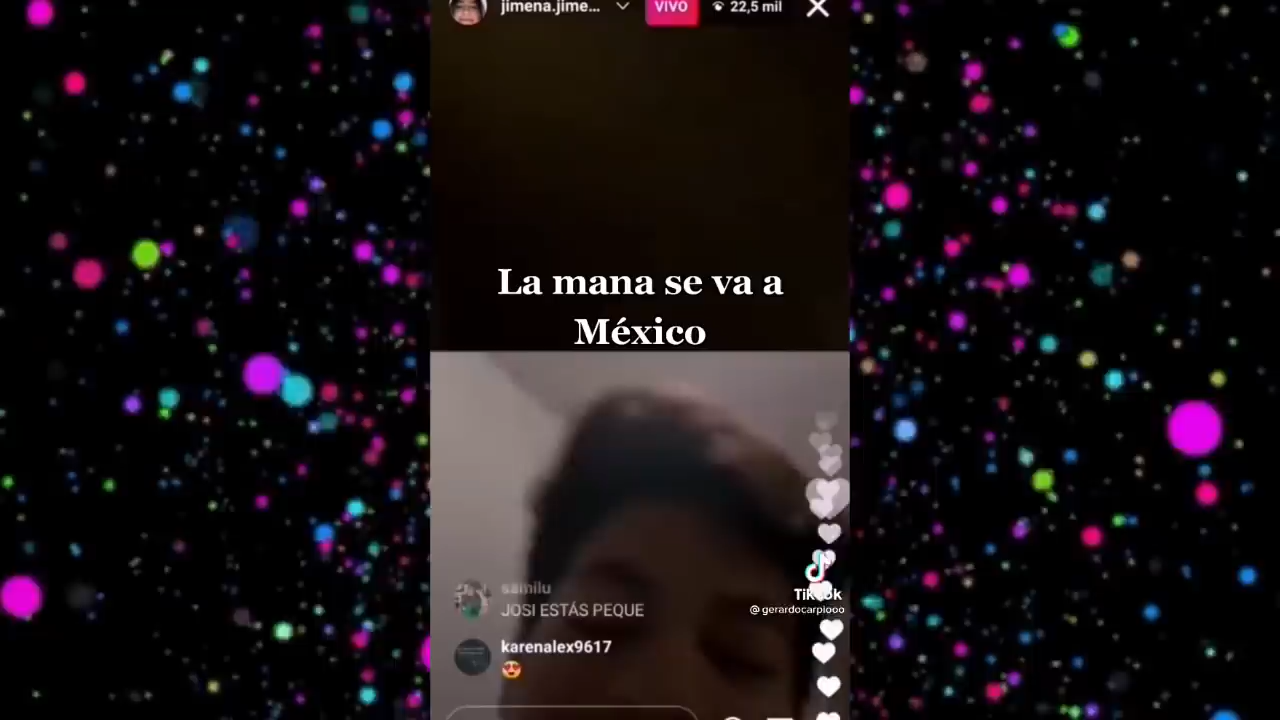 jimena.jime...
VIVO
22,5 mil
La mana se va a
México
samilu
JOSI ESTÁS PEQUE
karenalex9617
TikTok
@ gerardocarpiooo